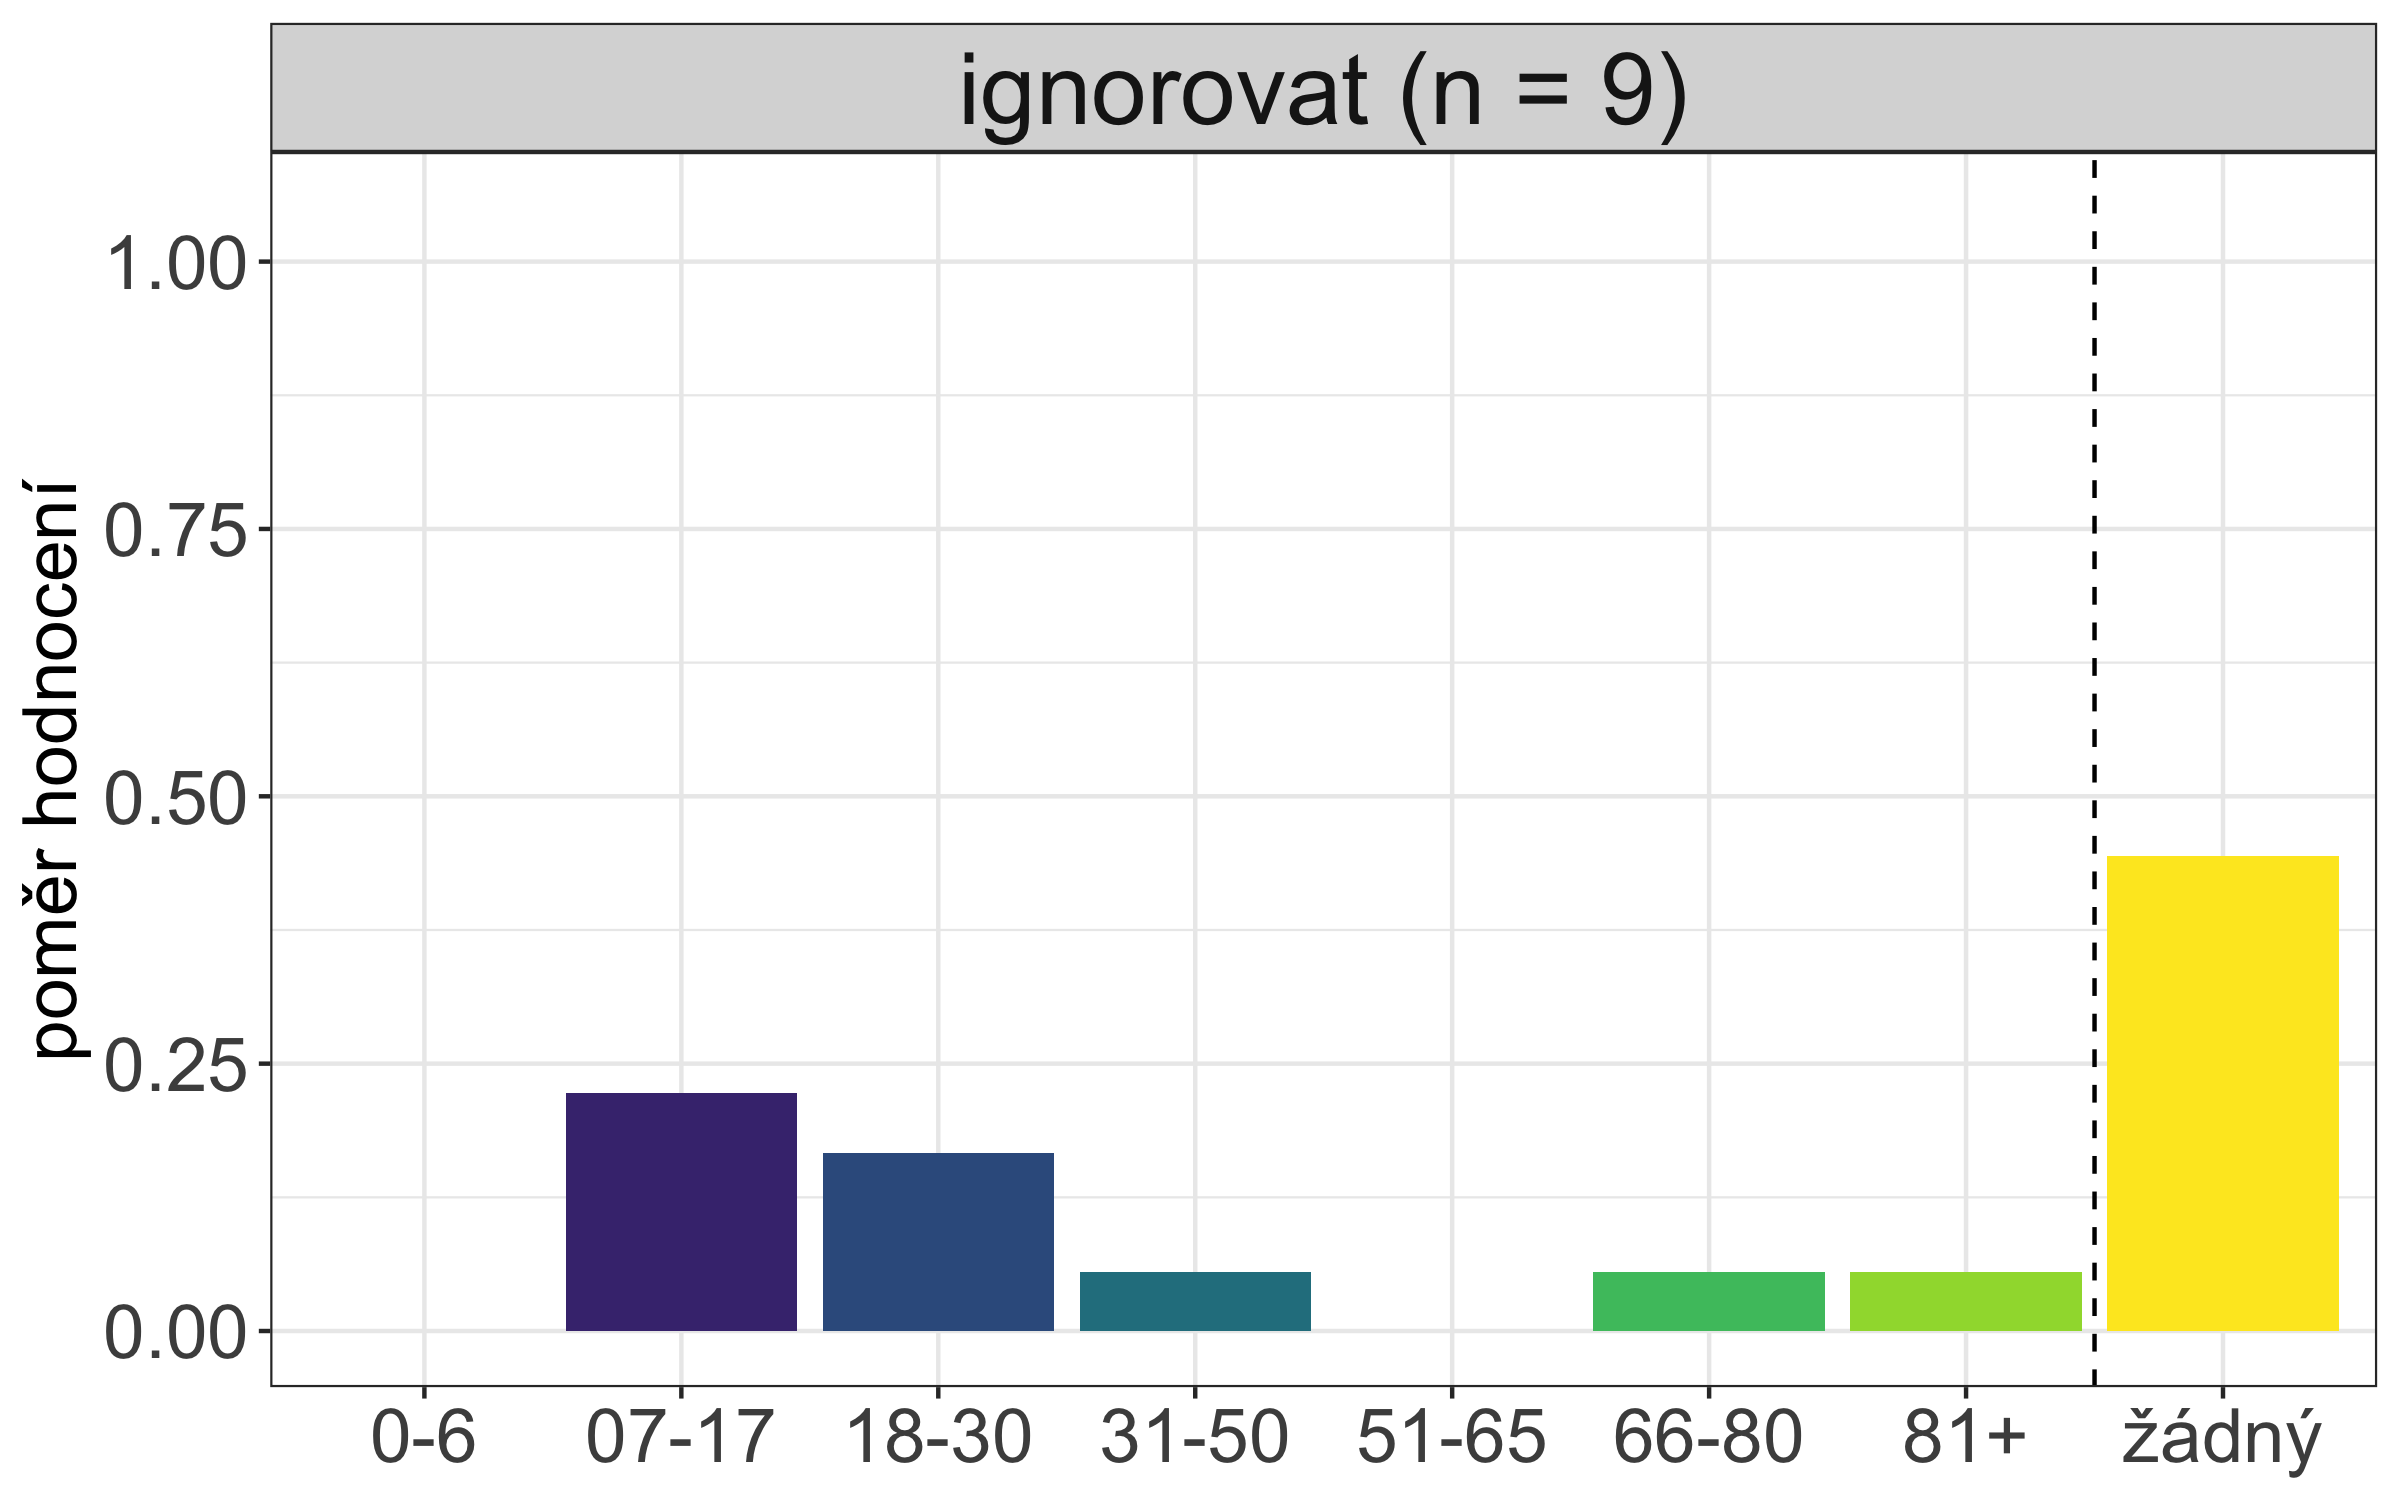 ignorovat (n = 9)
poměr hodnocení
1.00
0.75
0.50
0.25
0.00
0-6 07-17 18-30 31-50 51-65 66-80 81+ žádný